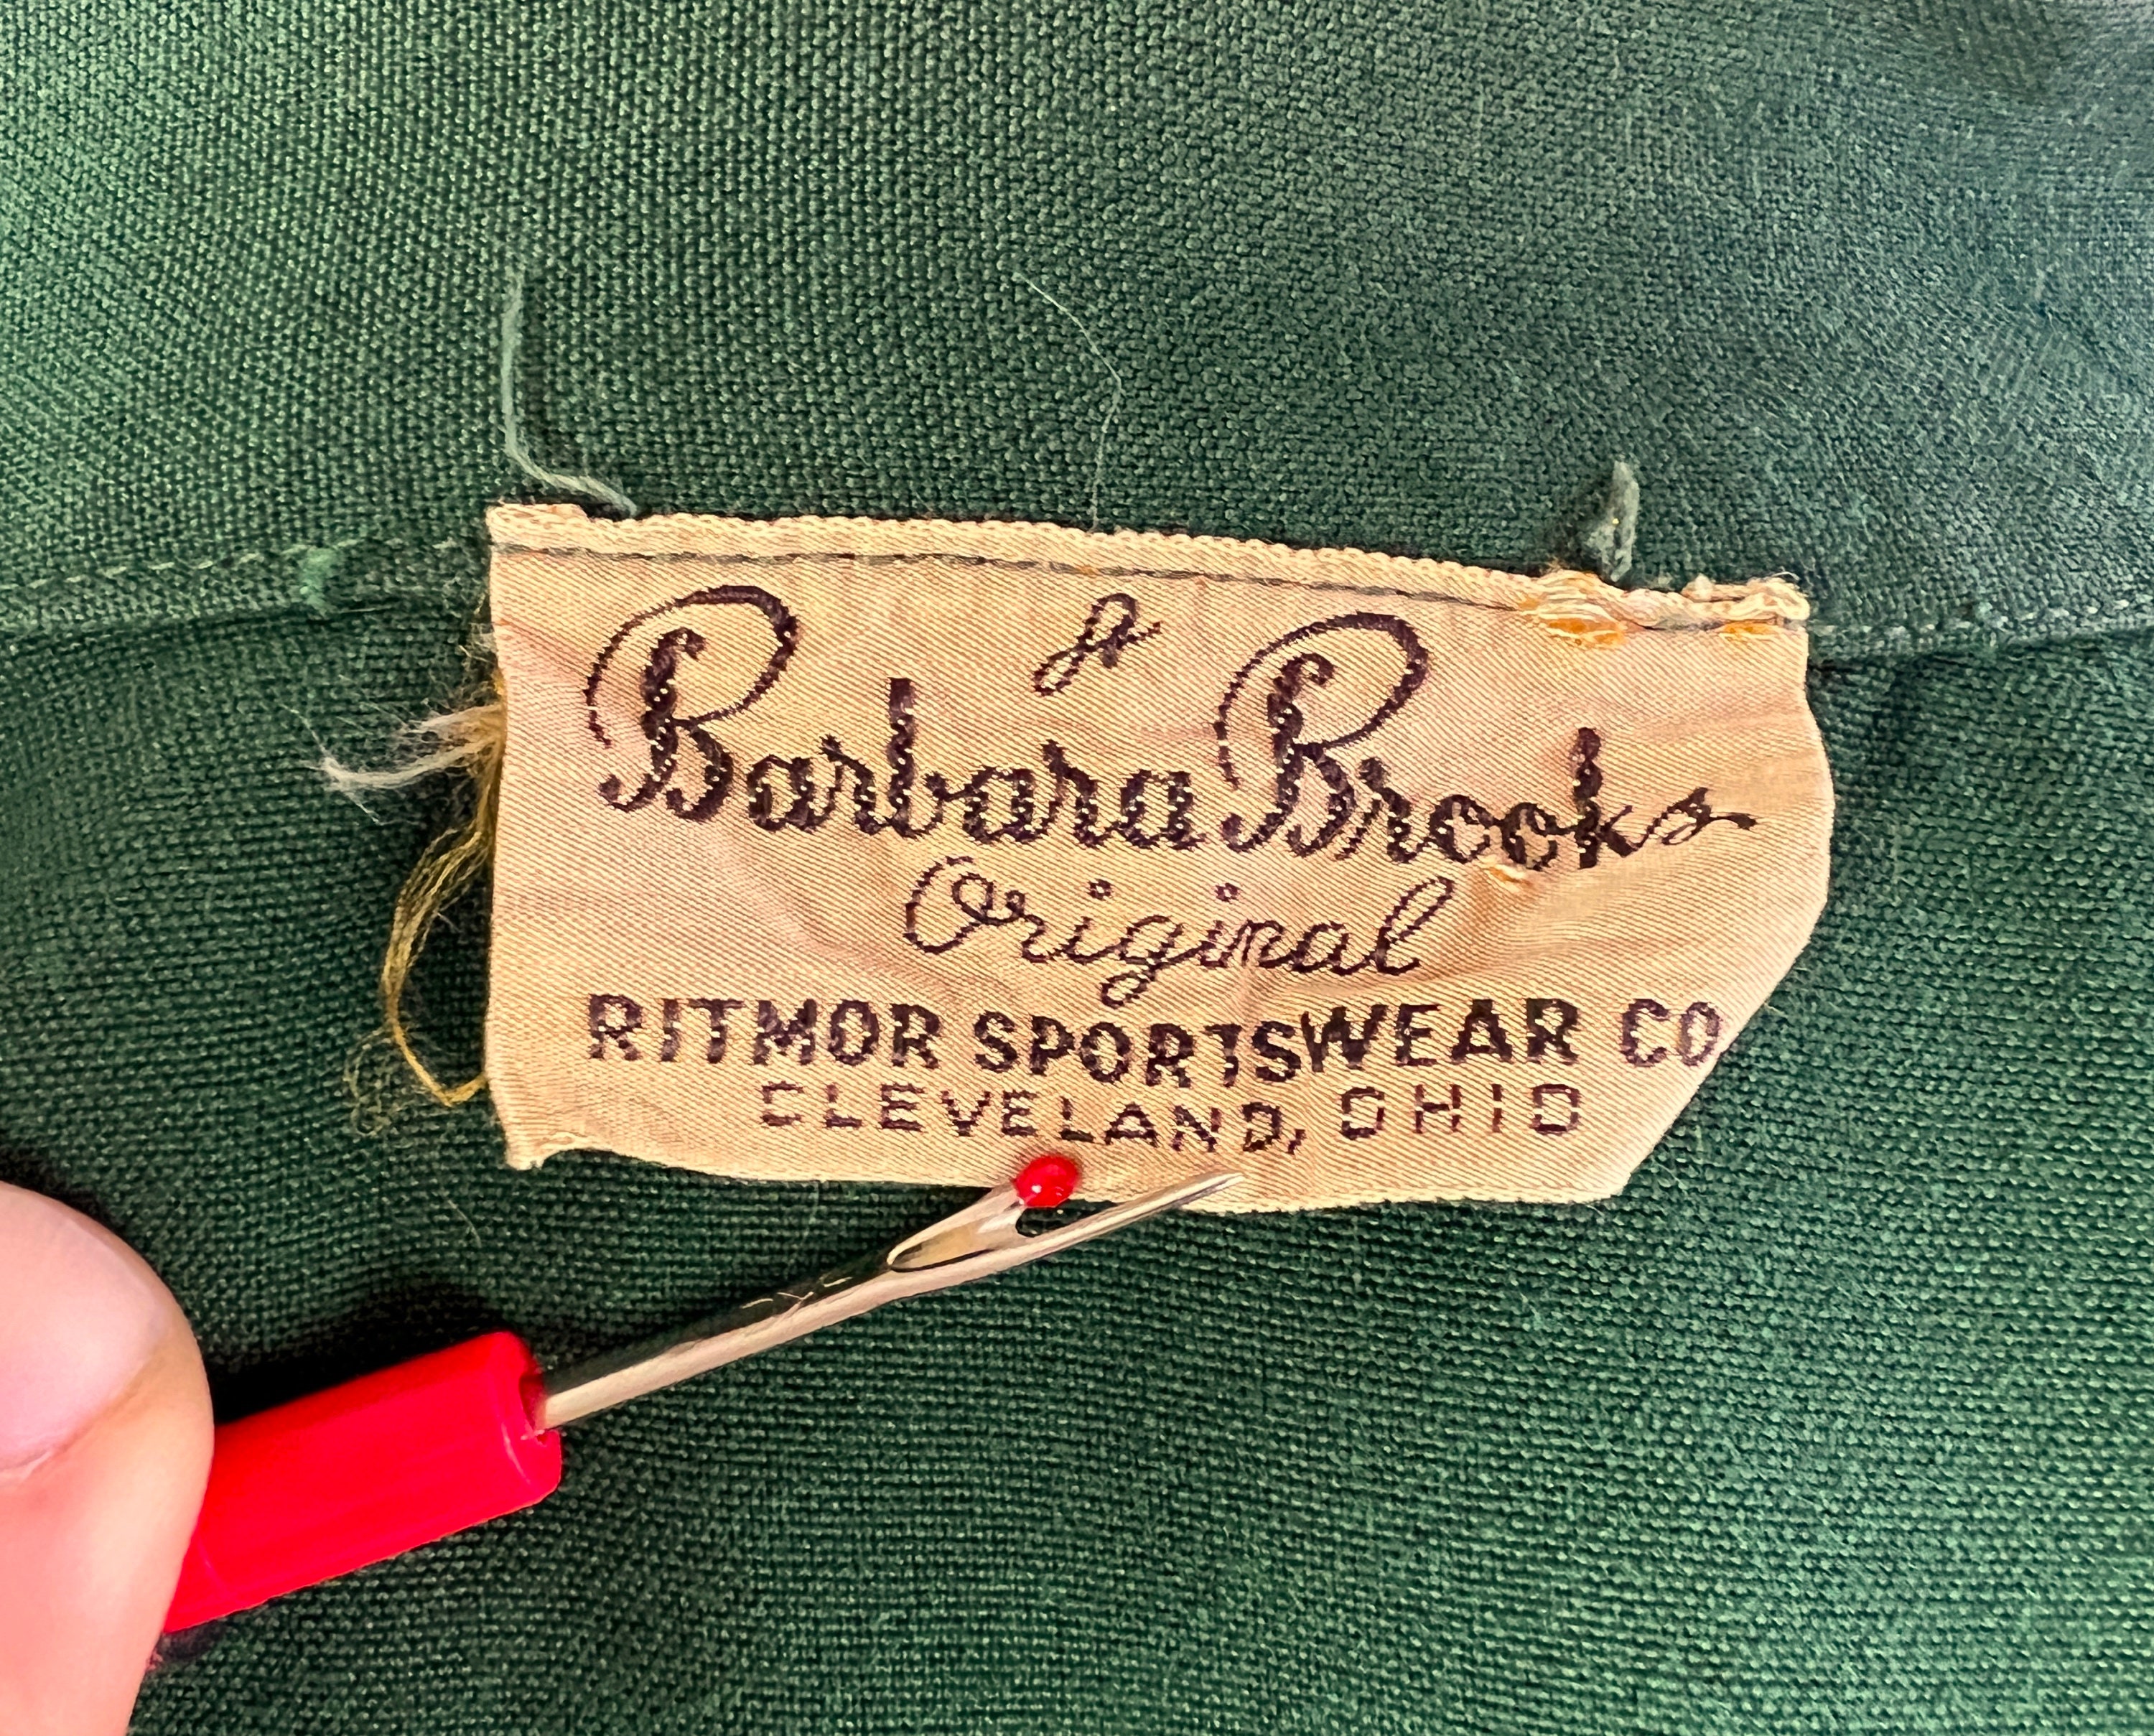 A
Barbara Brooks
Original
RITMOR SPORTSWEAR CO
CLEVELAND, OHIO